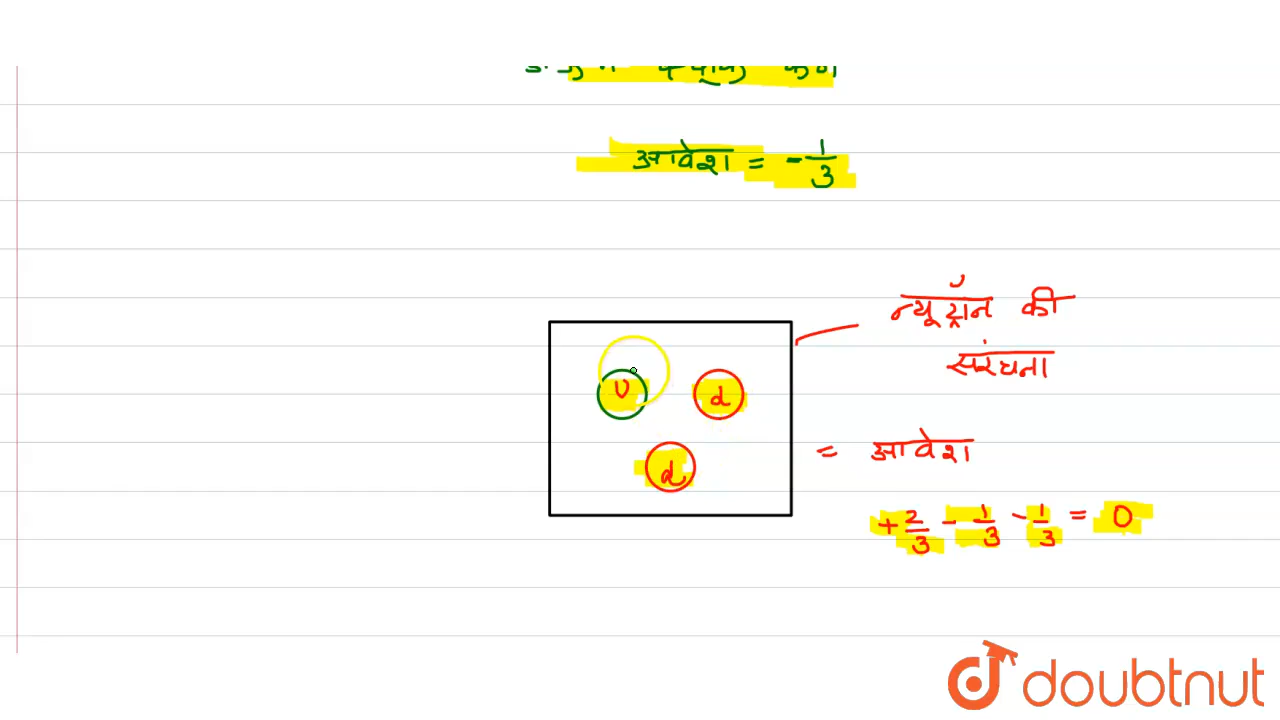 आवेश = - 1/3
न्यूट्रॉन की
संरचना
U d
d
= आवेश
+ 2/3 - 1/3 - 1/3 = 0
doubtnut